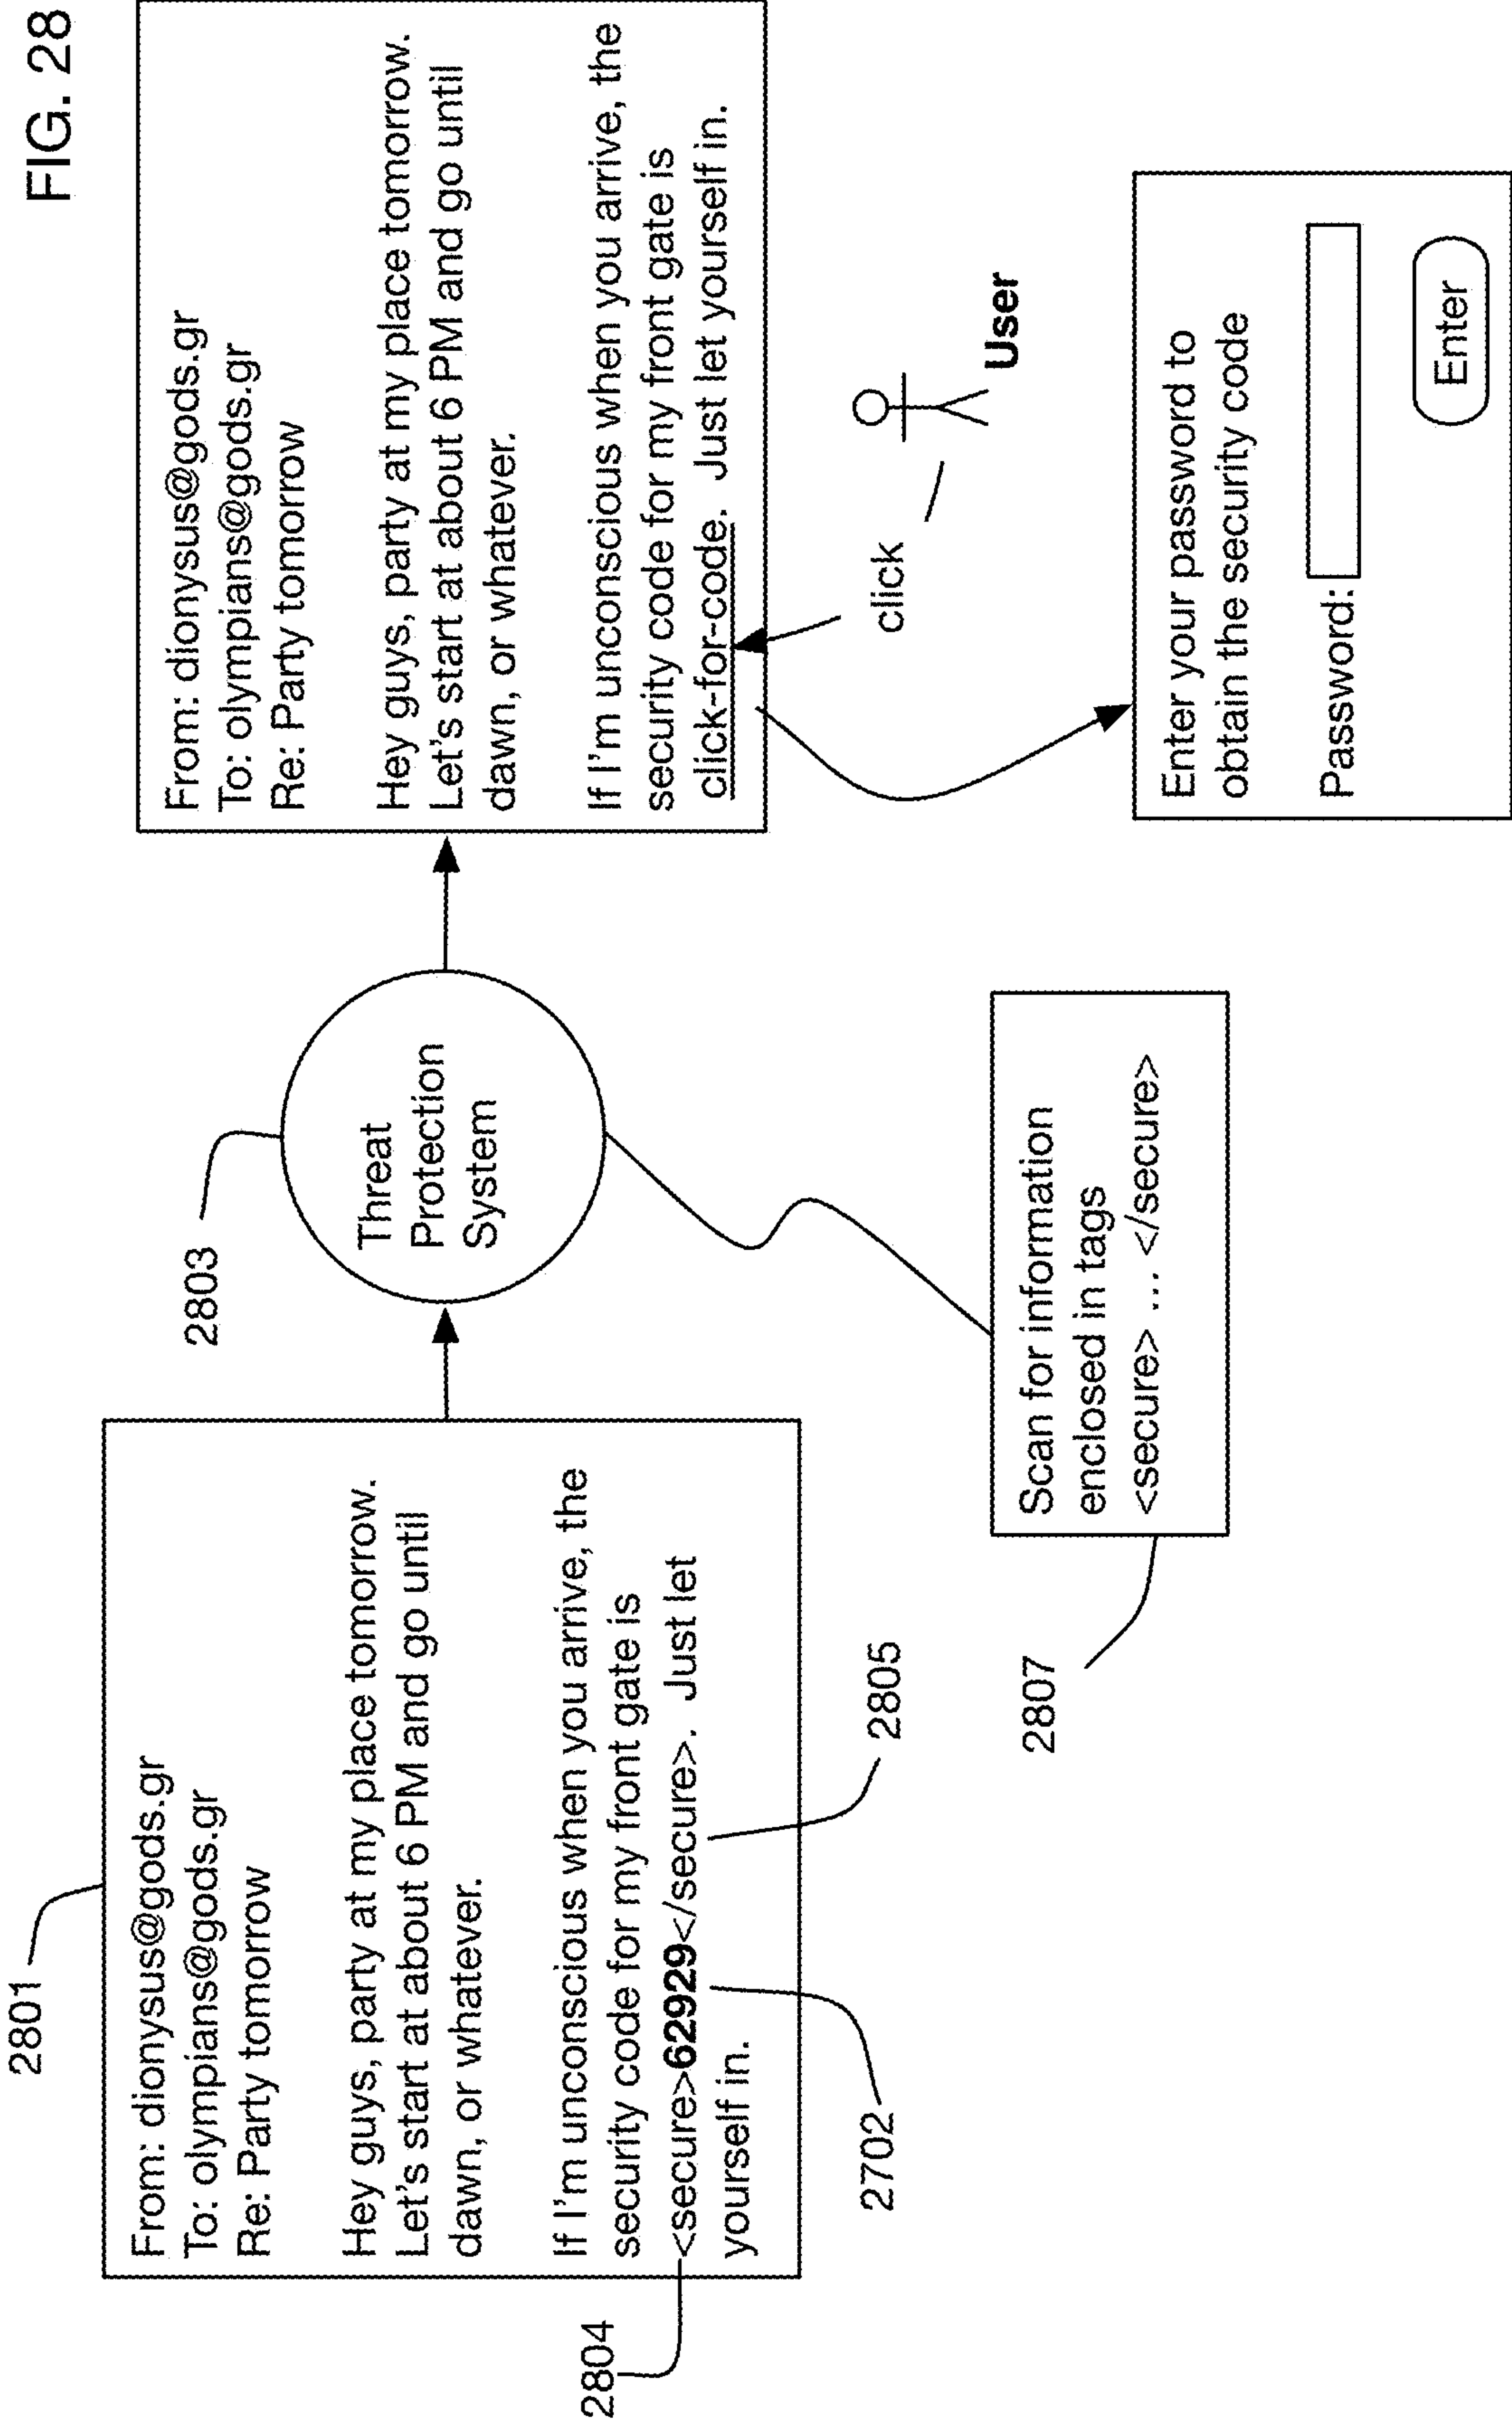 FIG. 28
2801
From: dionysus@gods.gr
To: olympians@gods.gr
Re: Party tomorrow
Hey guys, party at my place tomorrow.
Let's start at about 6 PM and go until
dawn, or whatever.
If I'm unconscious when you arrive, the
security code for my front gate is
<secure>62929</secure>. Just let
yourself in.
2804
2702
2805
2803
Threat
Protection
System
2807
Scan for information
enclosed in tags
<secure> ... </secure>
From: dionysus@gods.gr
To: olympians@gods.gr
Re: Party tomorrow
Hey guys, party at my place tomorrow.
Let's start at about 6 PM and go until
dawn, or whatever.
If I'm unconscious when you arrive, the
security code for my front gate is
click-for-code. Just let yourself in.
click
User
Enter your password to
obtain the security code
Password:
Enter